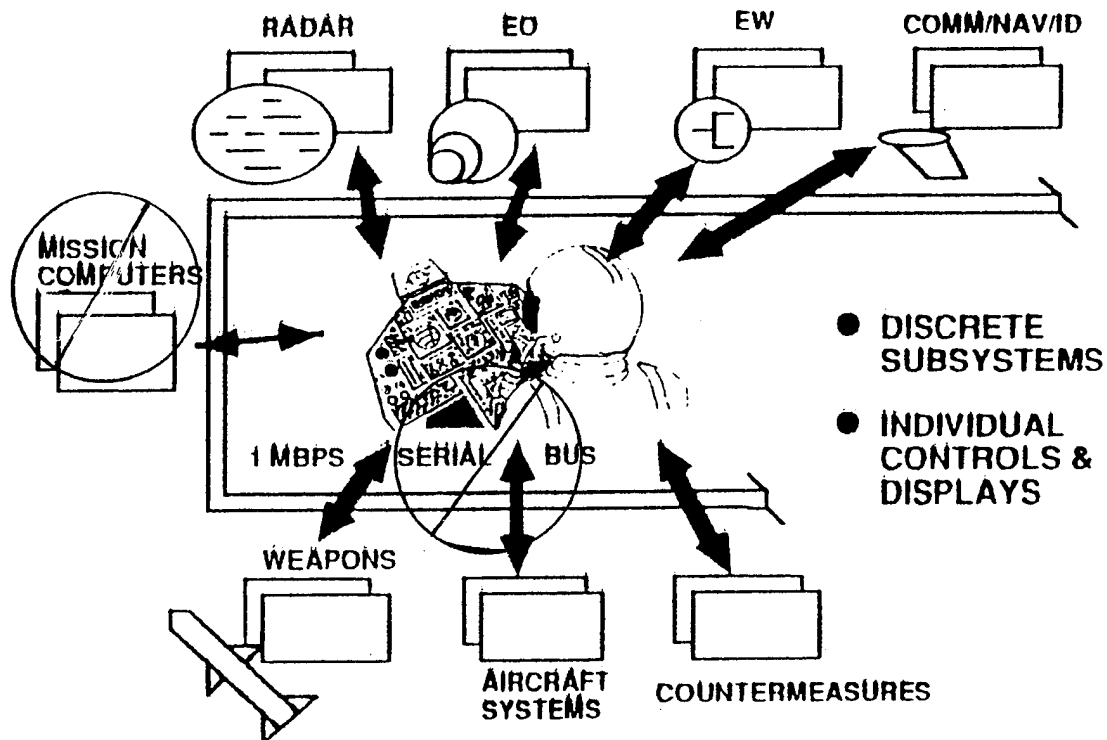 RADAR
EO
EW
COMM/NAV/ID
MISSION
COMPUTERS
● DISCRETE
SUBSYSTEMS
● INDIVIDUAL
CONTROLS &
DISPLAYS
1 MBPS SERIAL BUS
WEAPONS
AIRCRAFT
SYSTEMS
COUNTERMEASURES